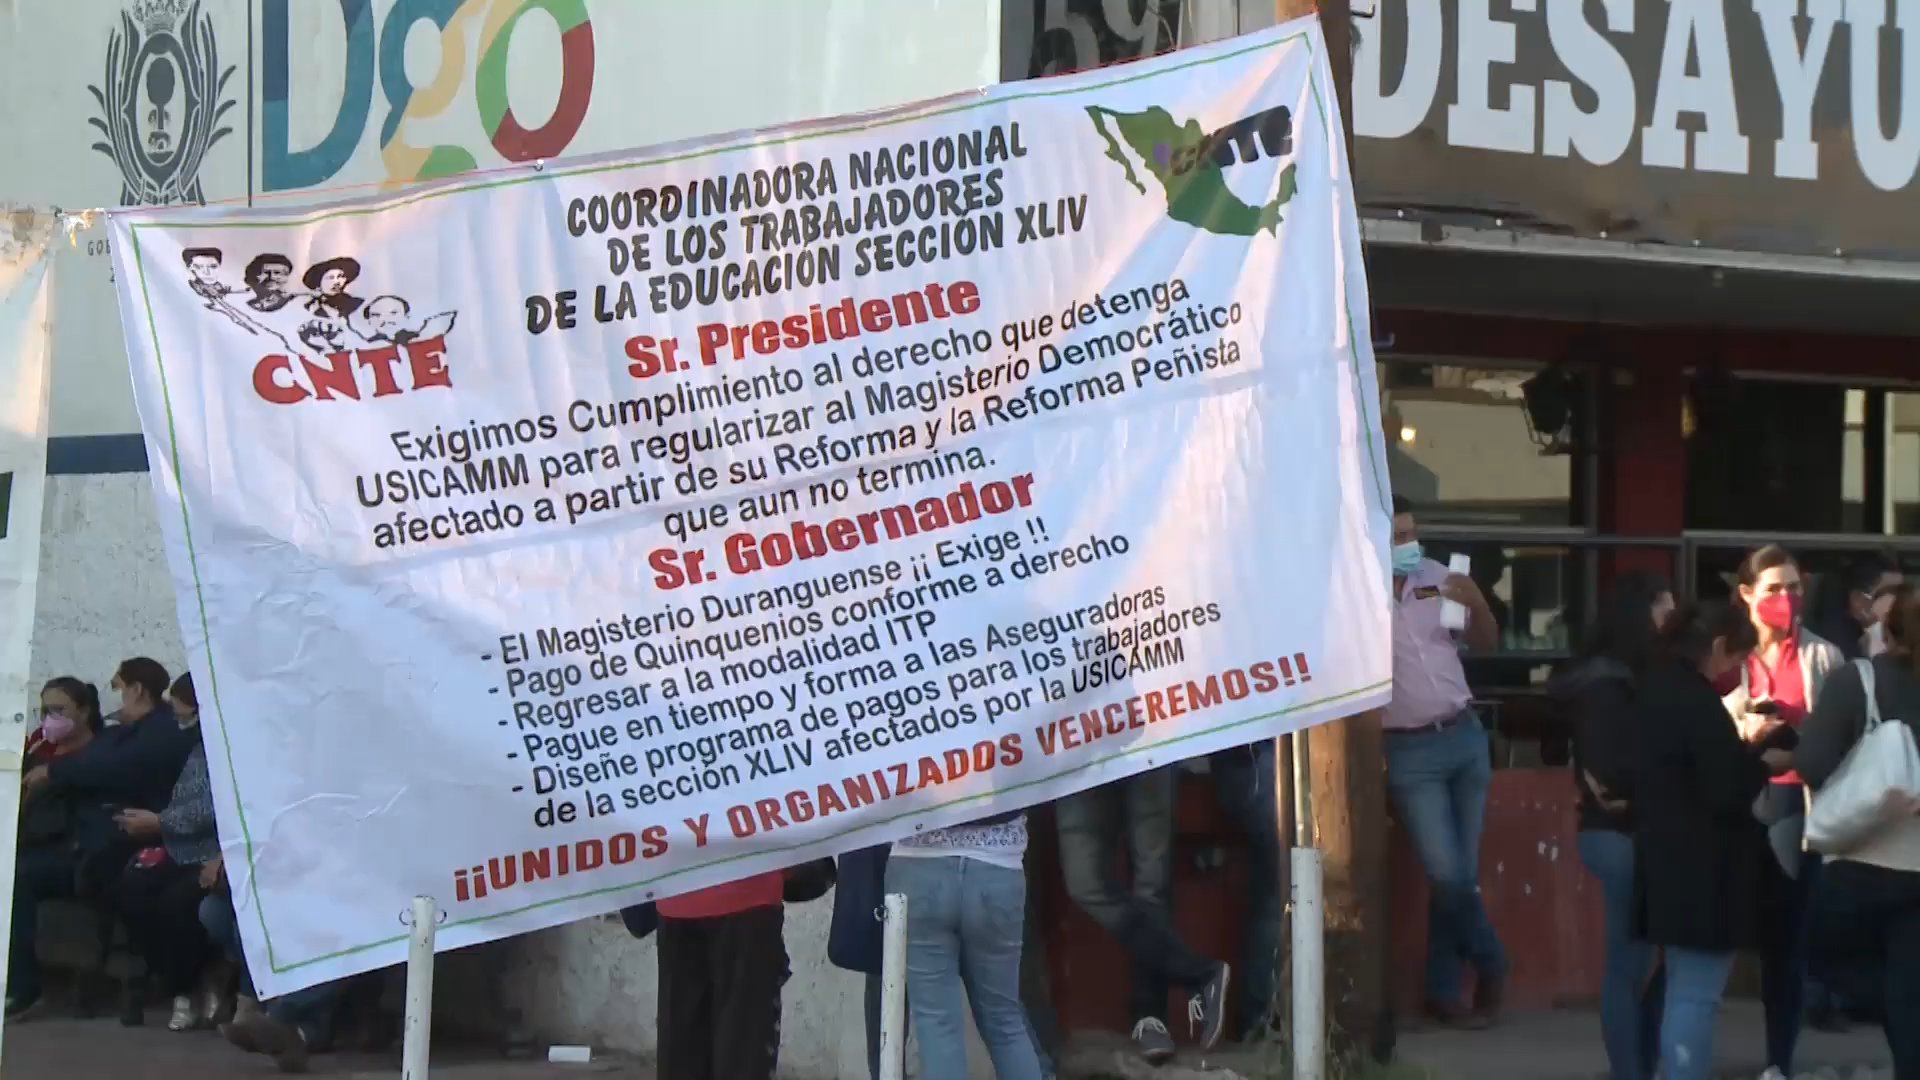 Dgo
59
DESAYU
GOB
COORDINADORA NACIONAL
DE LOS TRABAJADORES
DE LA EDUCACIÓN SECCIÓN XLIV
CNTE
CNTE
Sr. Presidente
Exigimos Cumplimiento al derecho que detenga
USICAMM para regularizar al Magisterio Democrático
afectado a partir de su Reforma y la Reforma Peñista
que aun no termina.
Sr. Gobernador
- El Magisterio Duranguense ¡¡ Exige !!
- Pago de Quinquenios conforme a derecho
- Regresar a la modalidad ITP
- Pague en tiempo y forma a las Aseguradoras
- Diseñe programa de pagos para los trabajadores
de la sección XLIV afectados por la USICAMM
¡¡UNIDOS Y ORGANIZADOS VENCEREMOS!!